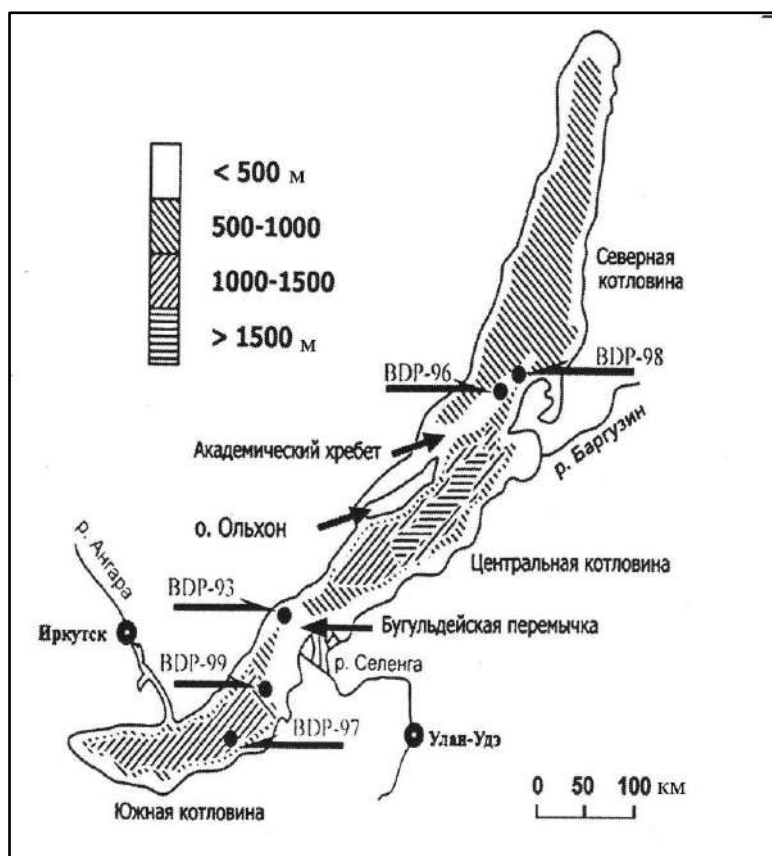 < 500 м
500-1000
1000-1500
> 1500 м
Северная
котловина
BDP-96
BDP-98
Академический хребет
р. Баргузин
о. Ольхон
Центральная котловина
р. Ангара
BDP-93
Иркутск
Бугульдейская перемычка
BDP-99
р. Селенга
BDP-97
Улан-Удэ
0 50 100 км
Южная котловина